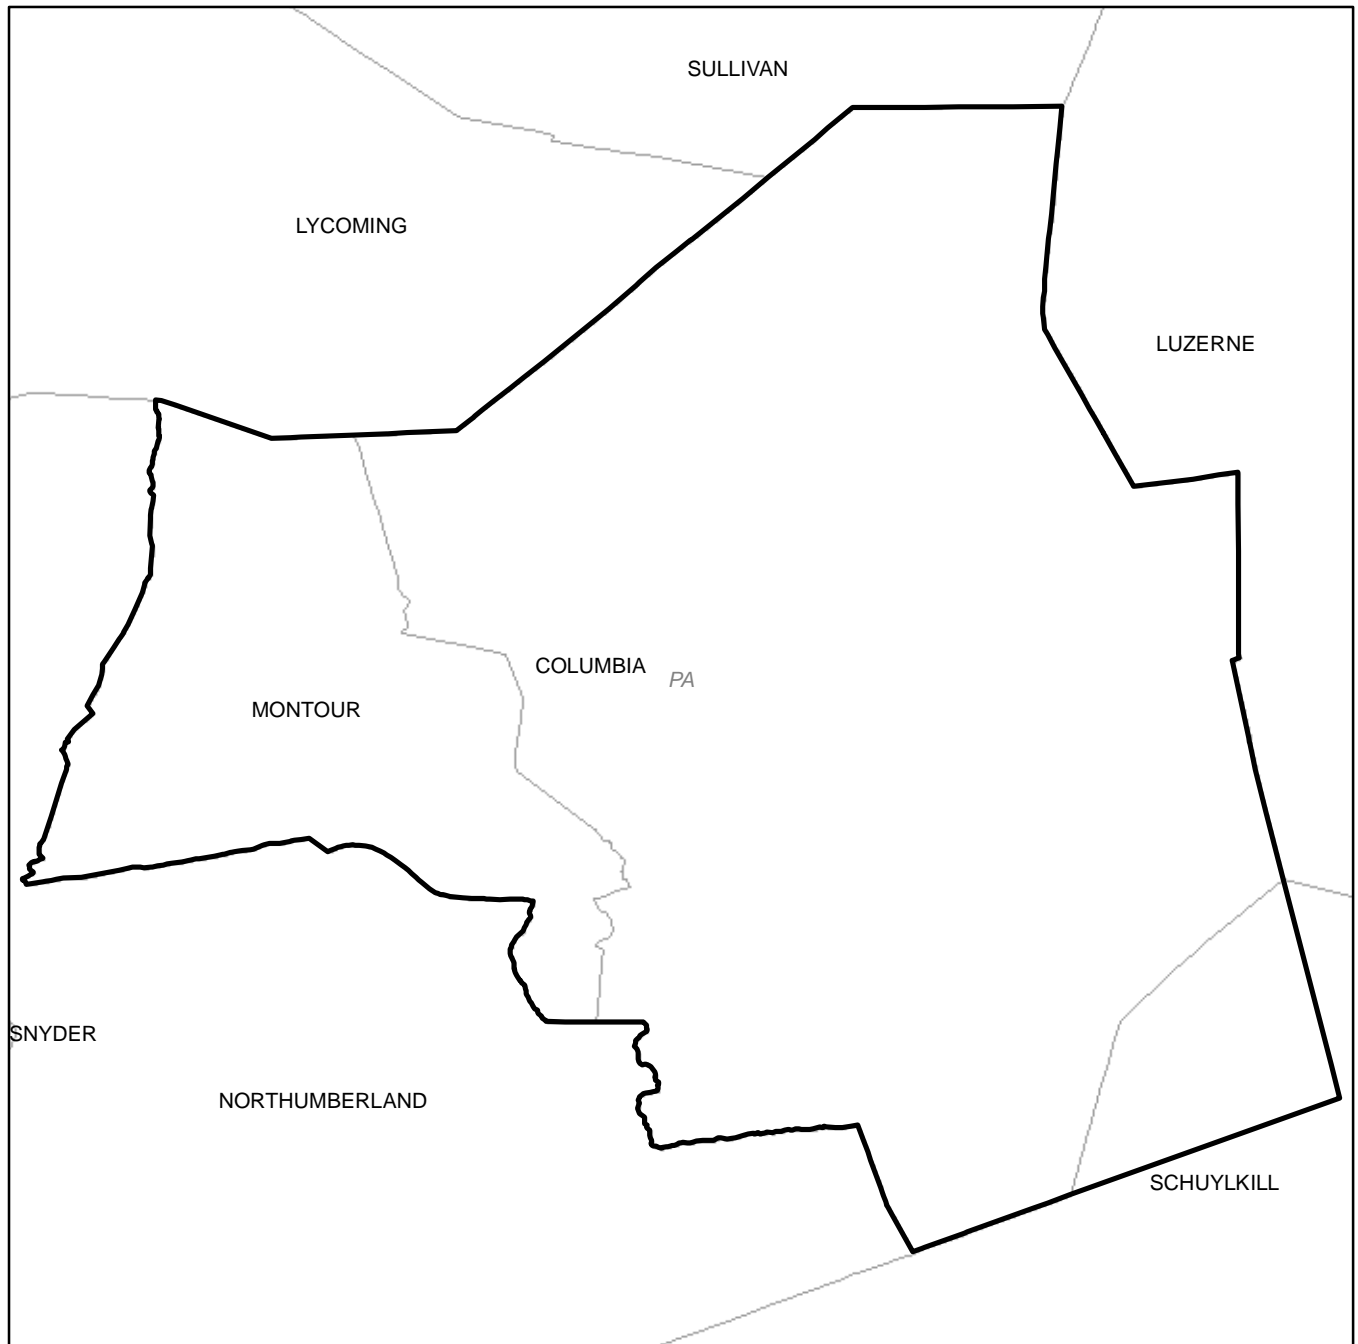 SULLIVAN
LYCOMING
LUZERNE
COLUMBIA
PA
MONTOUR
SNYDER
NORTHUMBERLAND
SCHUYLKILL